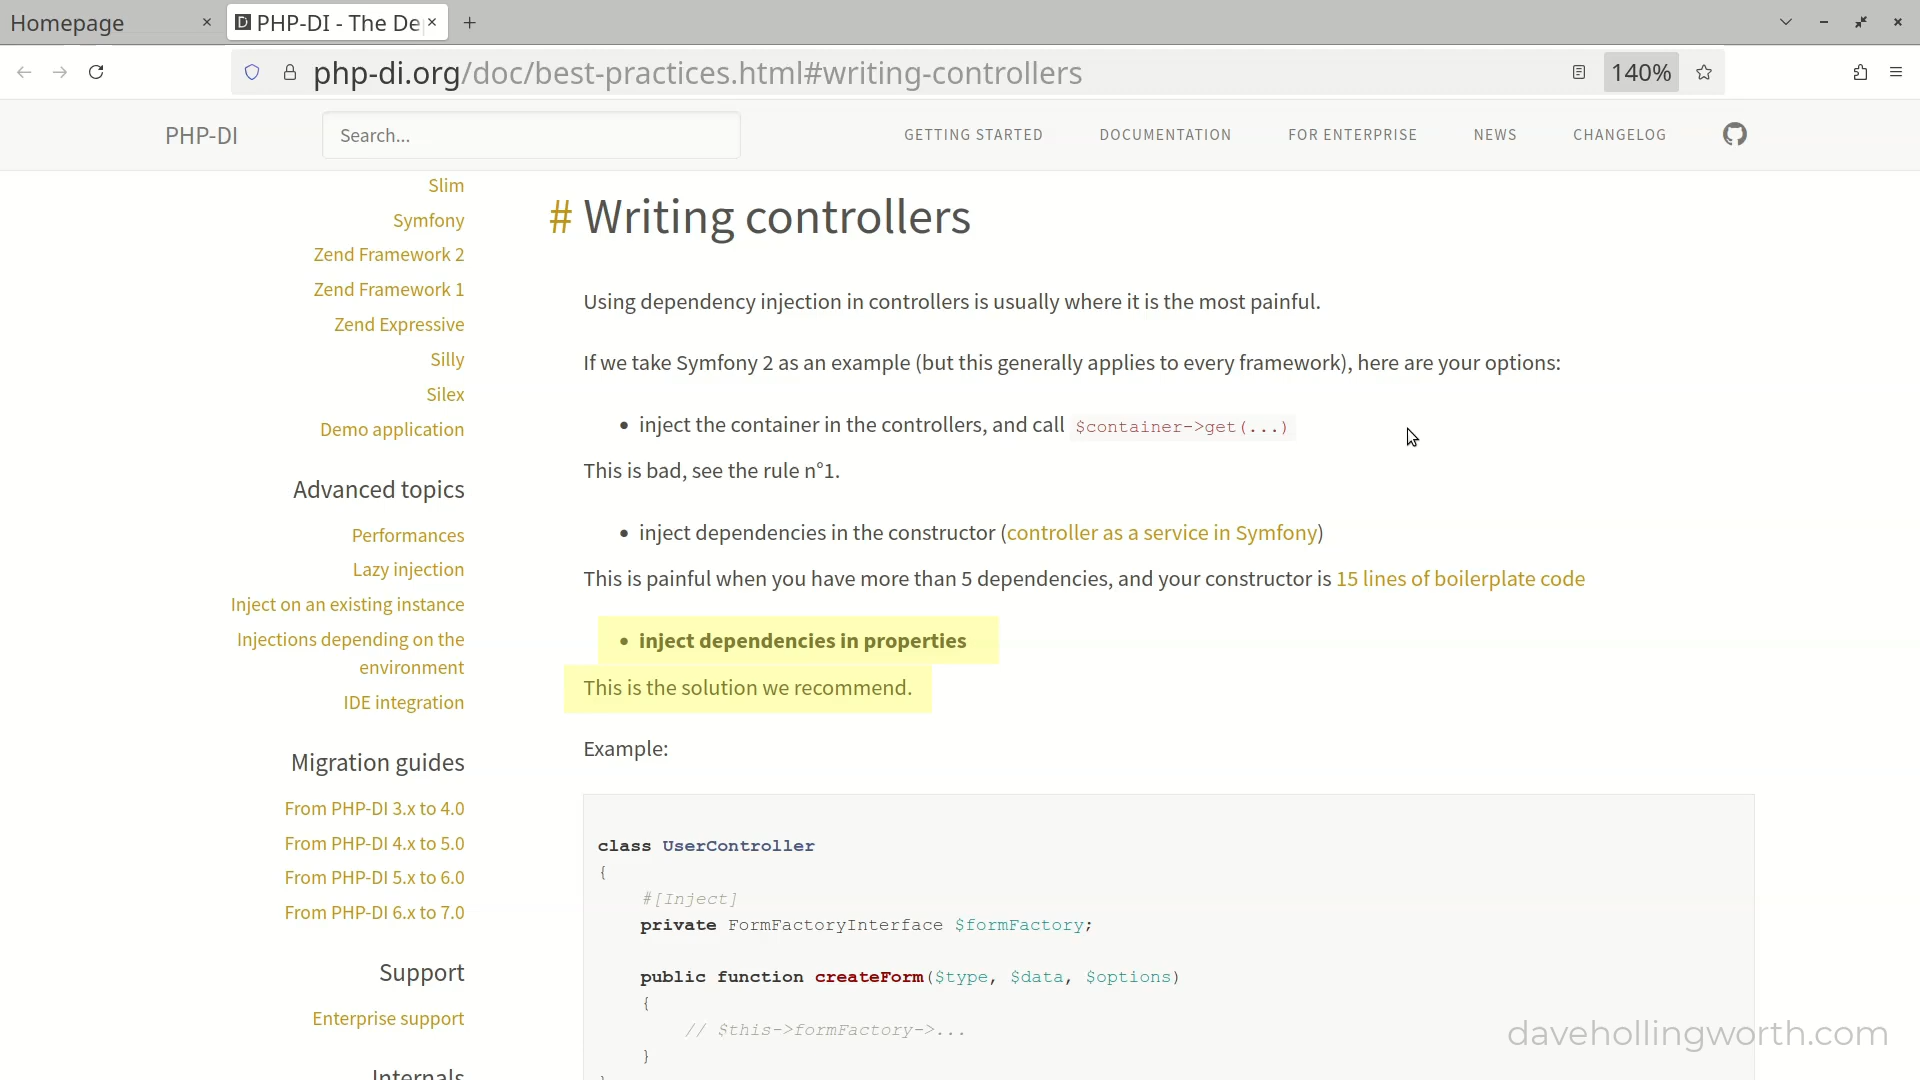 Homepage
PHP-DI - The De
php-di.org/doc/best-practices.html#writing-controllers
140%
PHP-DI
Search...
GETTING STARTED
DOCUMENTATION
FOR ENTERPRISE
NEWS
CHANGELOG
Slim
Symfony
Zend Framework 2
Zend Framework 1
Zend Expressive
Silly
Silex
Demo application
Advanced topics
Performances
Lazy injection
Inject on an existing instance
Injections depending on the
environment
IDE integration
Migration guides
From PHP-DI 3.x to 4.0
From PHP-DI 4.x to 5.0
From PHP-DI 5.x to 6.0
From PHP-DI 6.x to 7.0
Support
Enterprise support
Internals
# Writing controllers
Using dependency injection in controllers is usually where it is the most painful.
If we take Symfony 2 as an example (but this generally applies to every framework), here are your options:
• inject the container in the controllers, and call $container->get(...)
This is bad, see the rule n°1.
• inject dependencies in the constructor (controller as a service in Symfony)
This is painful when you have more than 5 dependencies, and your constructor is 15 lines of boilerplate code
• inject dependencies in properties
This is the solution we recommend.
Example:
class UserController
{
#[Inject]
private FormFactoryInterface $formFactory;
public function createForm($type, $data, $options)
{
// $this->formFactory->...
}
davehollingworth.com